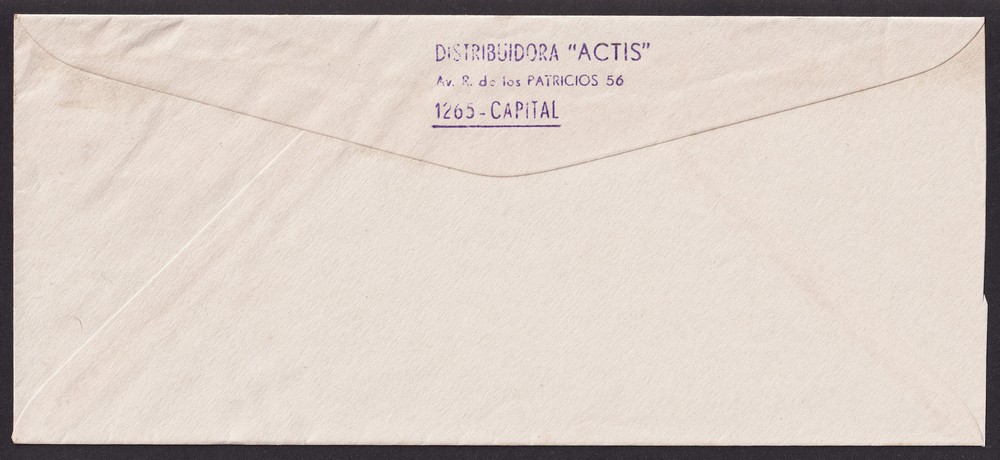 DISTRIBUIDORA "ACTIS"
Av. R. de los PATRICIOS 56
1265-CAPITAL